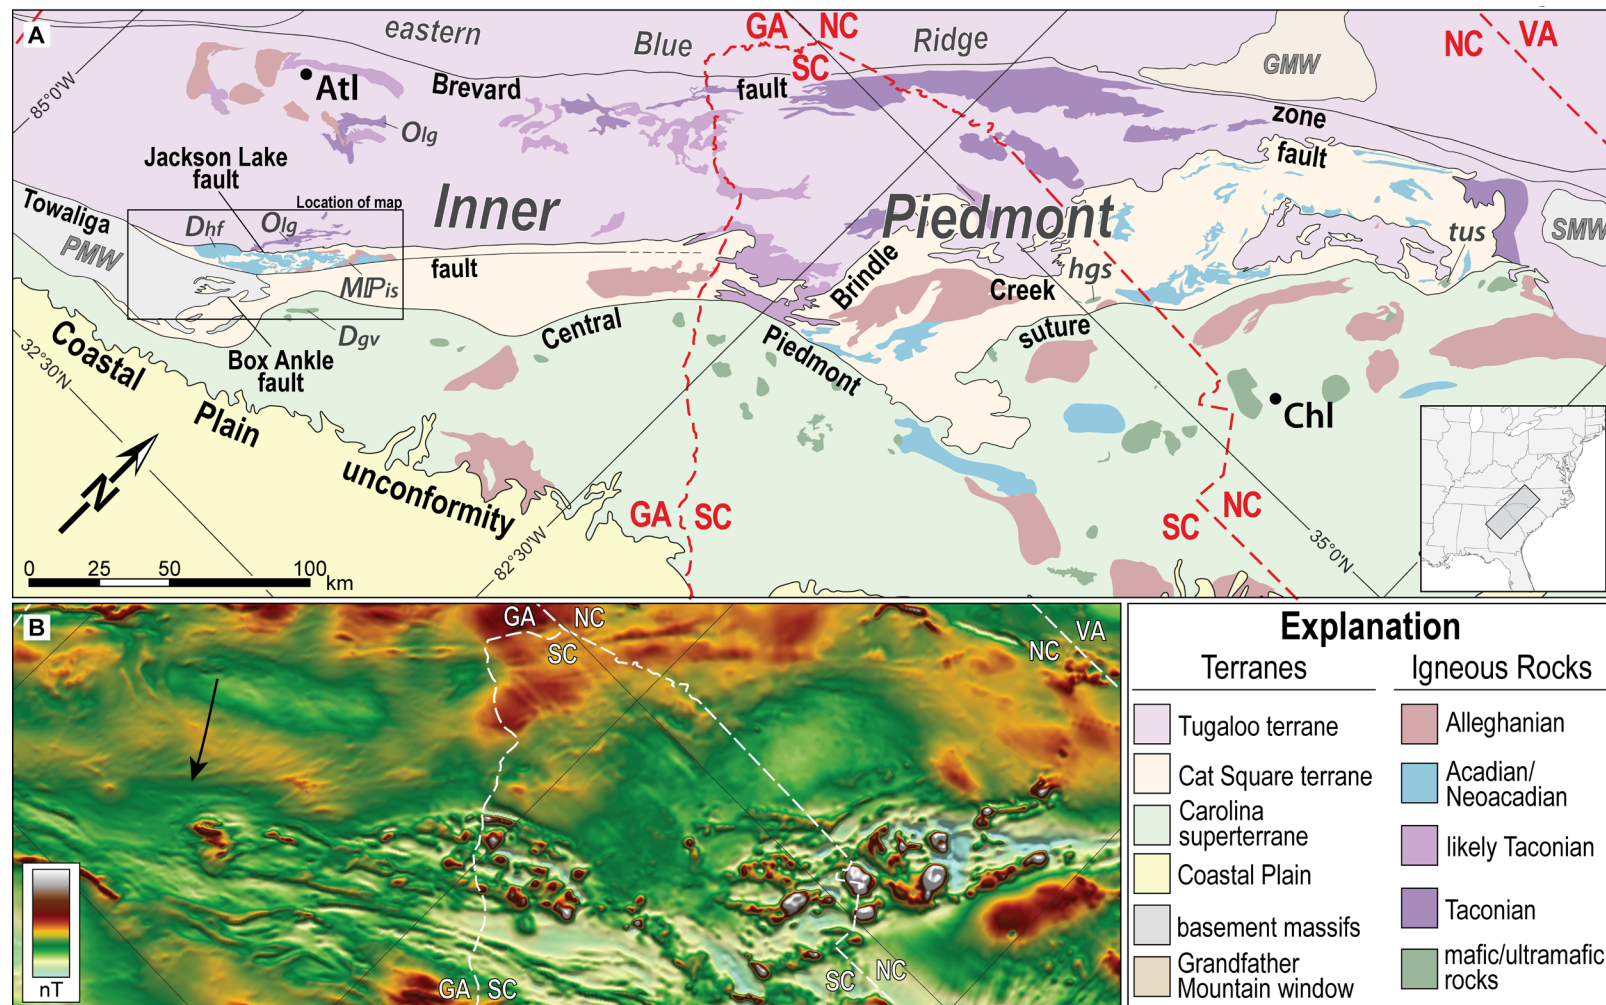 A
eastern
Blue
Ridge
GA
NC
SC
NC
VA
GMW
85°0'W
Atl
Brevard
fault
zone
fault
Olg
Jackson Lake
fault
Location of map
Inner
Piedmont
Towaliga
PMW
Dhf
Olg
fault
MIPis
Brindle
Creek
hgs
tus
SMW
Box Ankle
fault
Dgv
Central
Piedmont
suture
Coastal
Plain
unconformity
32°30'N
Chl
N
GA
SC
SC
NC
82°30'W
35°0'N
0
25
50
100
km
B
GA
NC
SC
VA
NC
GA
SC
SC
NC
nT
Explanation
Terranes
Igneous Rocks
Tugaloo terrane
Cat Square terrane
Carolina
superterrane
Coastal Plain
basement massifs
Grandfather
Mountain window
Alleghanian
Acadian/
Neoacadian
likely Taconian
Taconian
mafic/ultramafic
rocks